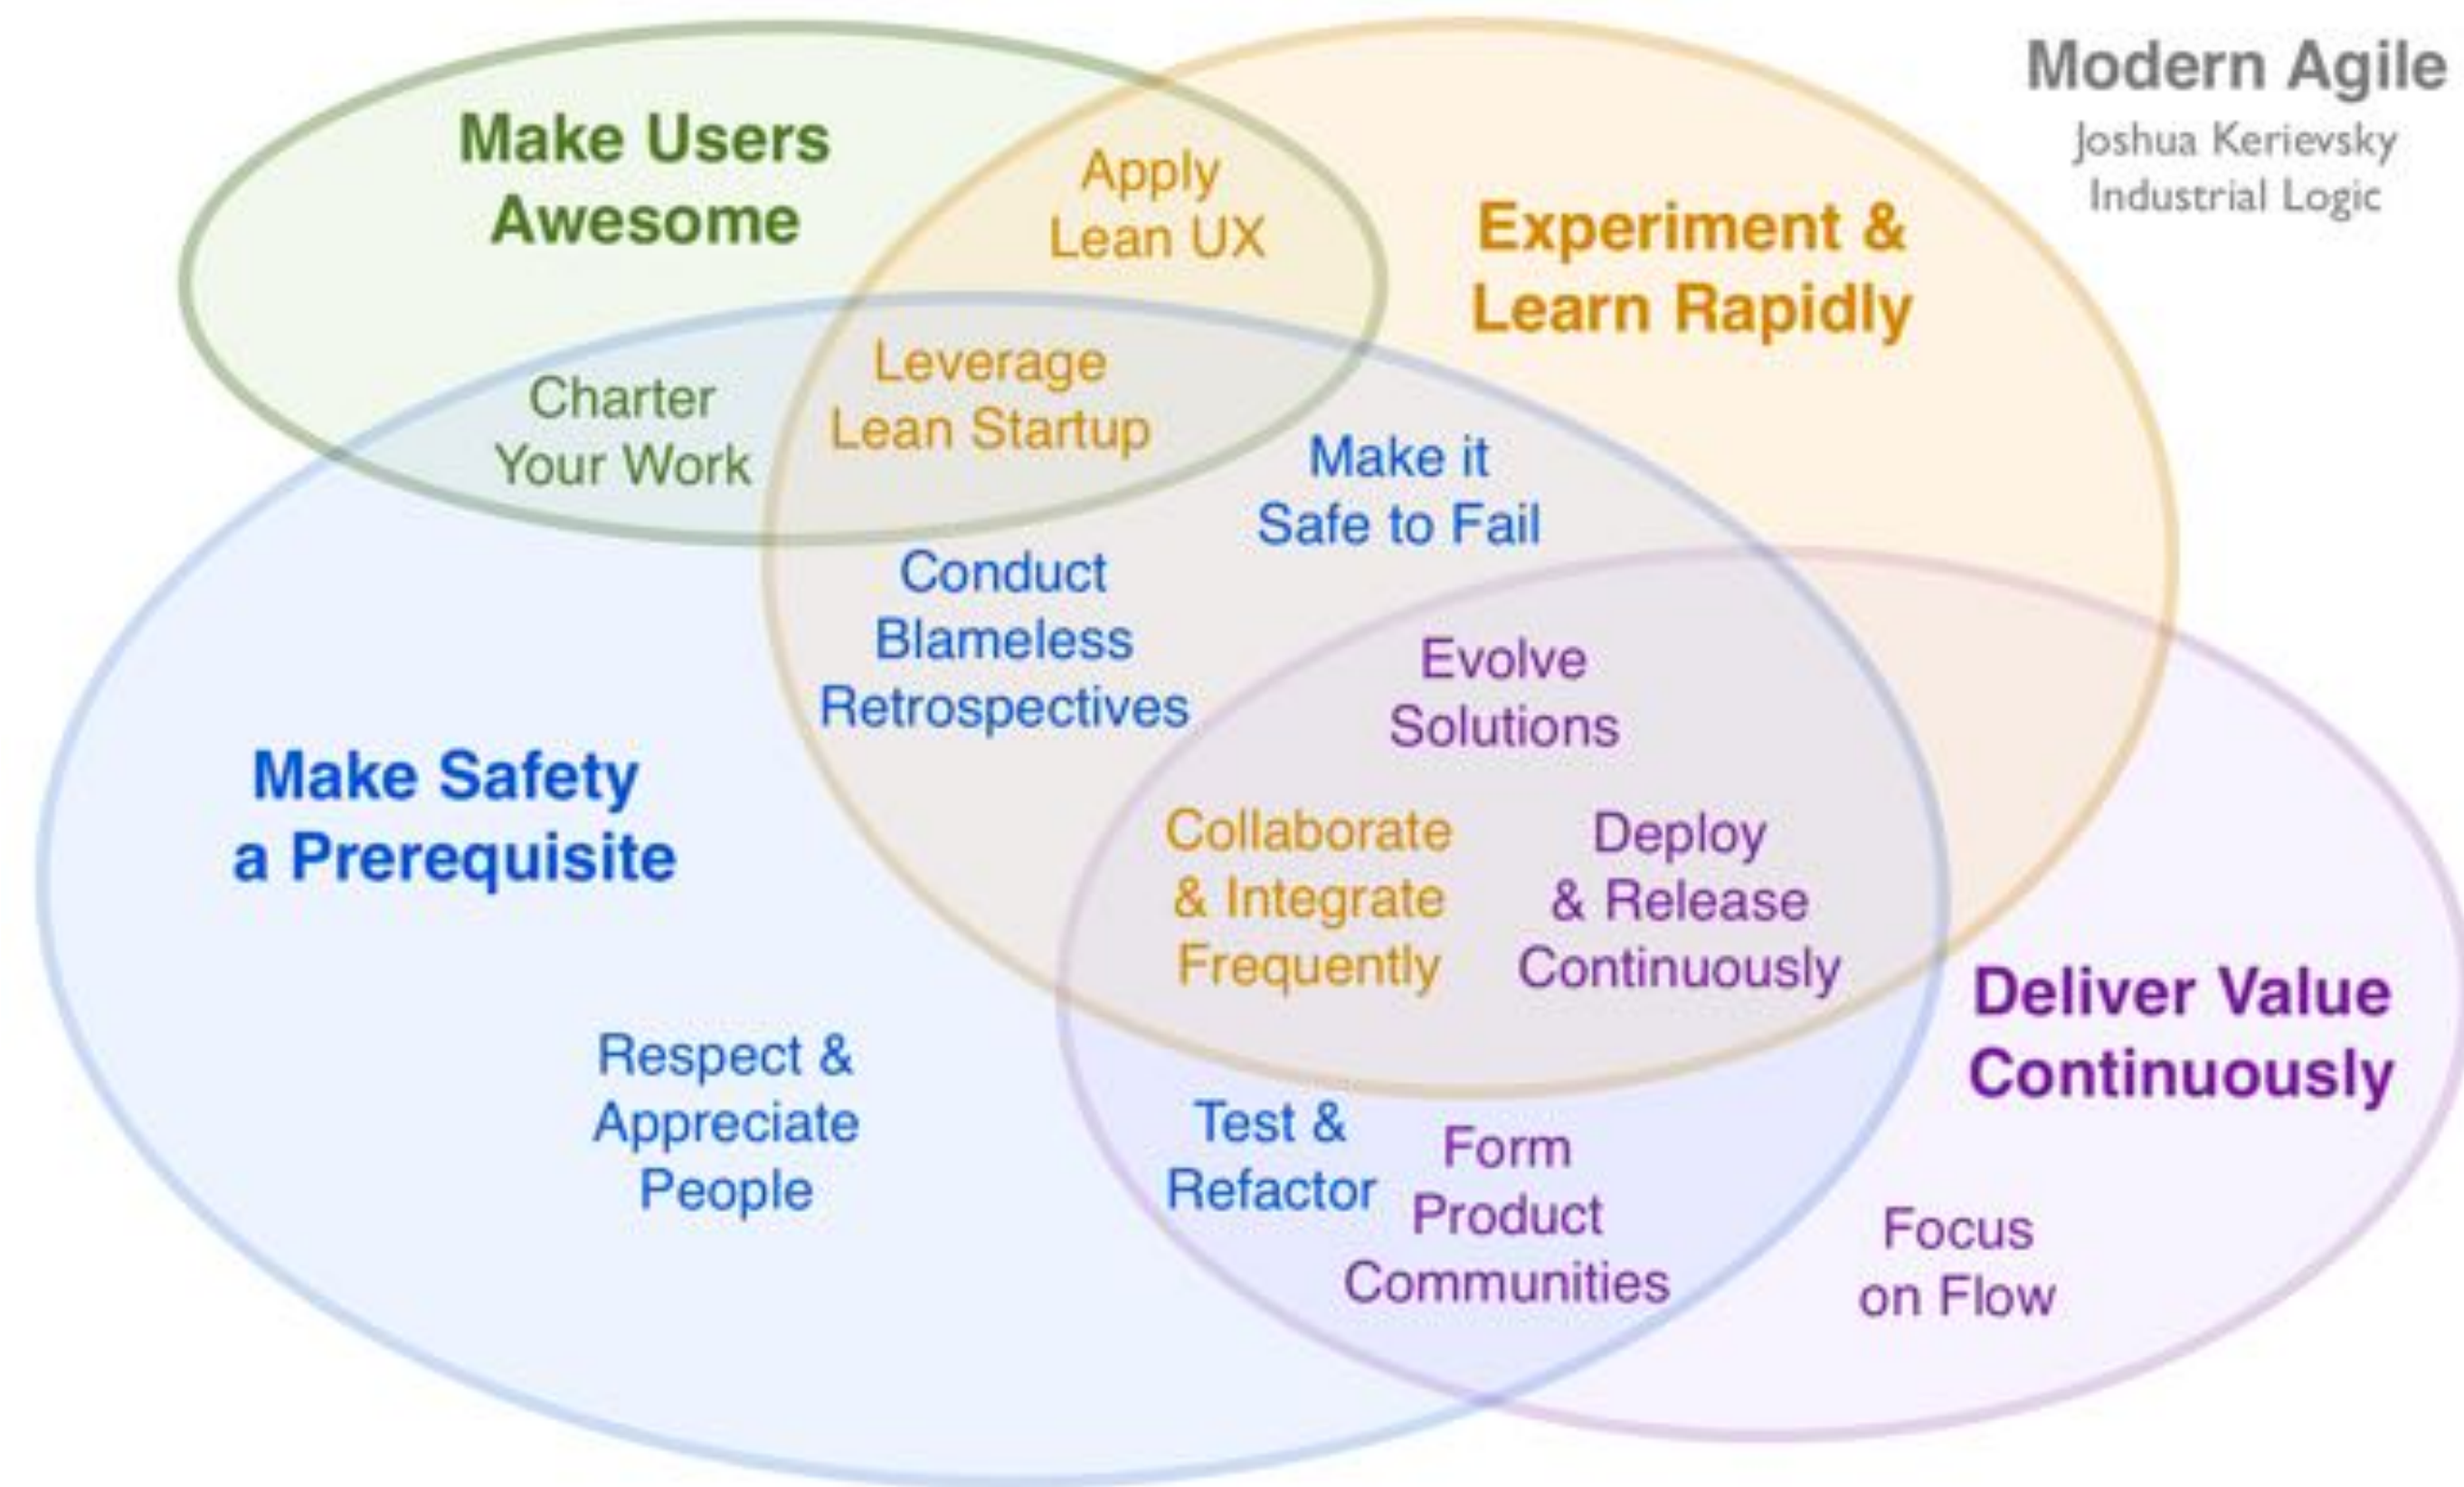 Modern Agile
Joshua Kerievsky
Industrial Logic
Make Users
Awesome
Apply
Lean UX
Experiment &
Learn Rapidly
Charter
Your Work
Leverage
Lean Startup
Make it
Safe to Fail
Conduct
Blameless
Retrospectives
Evolve
Solutions
Make Safety
a Prerequisite
Collaborate
& Integrate
Frequently
Deploy
& Release
Continuously
Deliver Value
Continuously
Respect &
Appreciate
People
Test &
Refactor
Form
Product
Communities
Focus
on Flow